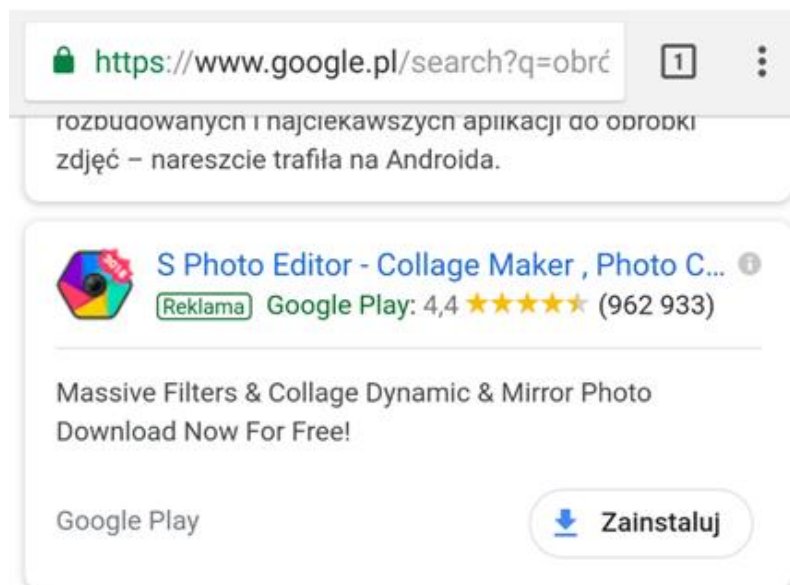 https://www.google.pl/search?q=obró
1
rozbudowanych i najciekawszych aplikacji do obróbki
zdjęć – nareszcie trafiła na Androida.
2018
S Photo Editor - Collage Maker , Photo C...
Reklama Google Play: 4,4 (962 933)
Massive Filters & Collage Dynamic & Mirror Photo
Download Now For Free!
Google Play
Zainstaluj